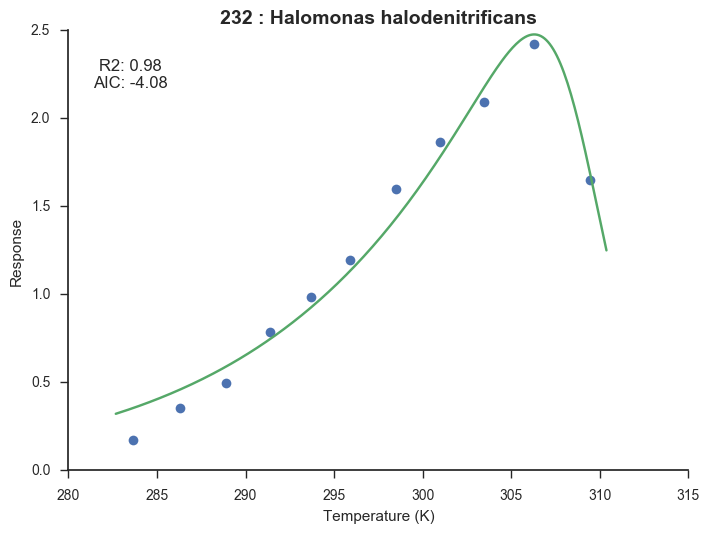 232 : Halomonas halodenitrificans
R2: 0.98
AIC: -4.08
2.5
2.0
1.5
1.0
0.5
0.0
Response
280 285 290 295 300 305 310 315
Temperature (K)